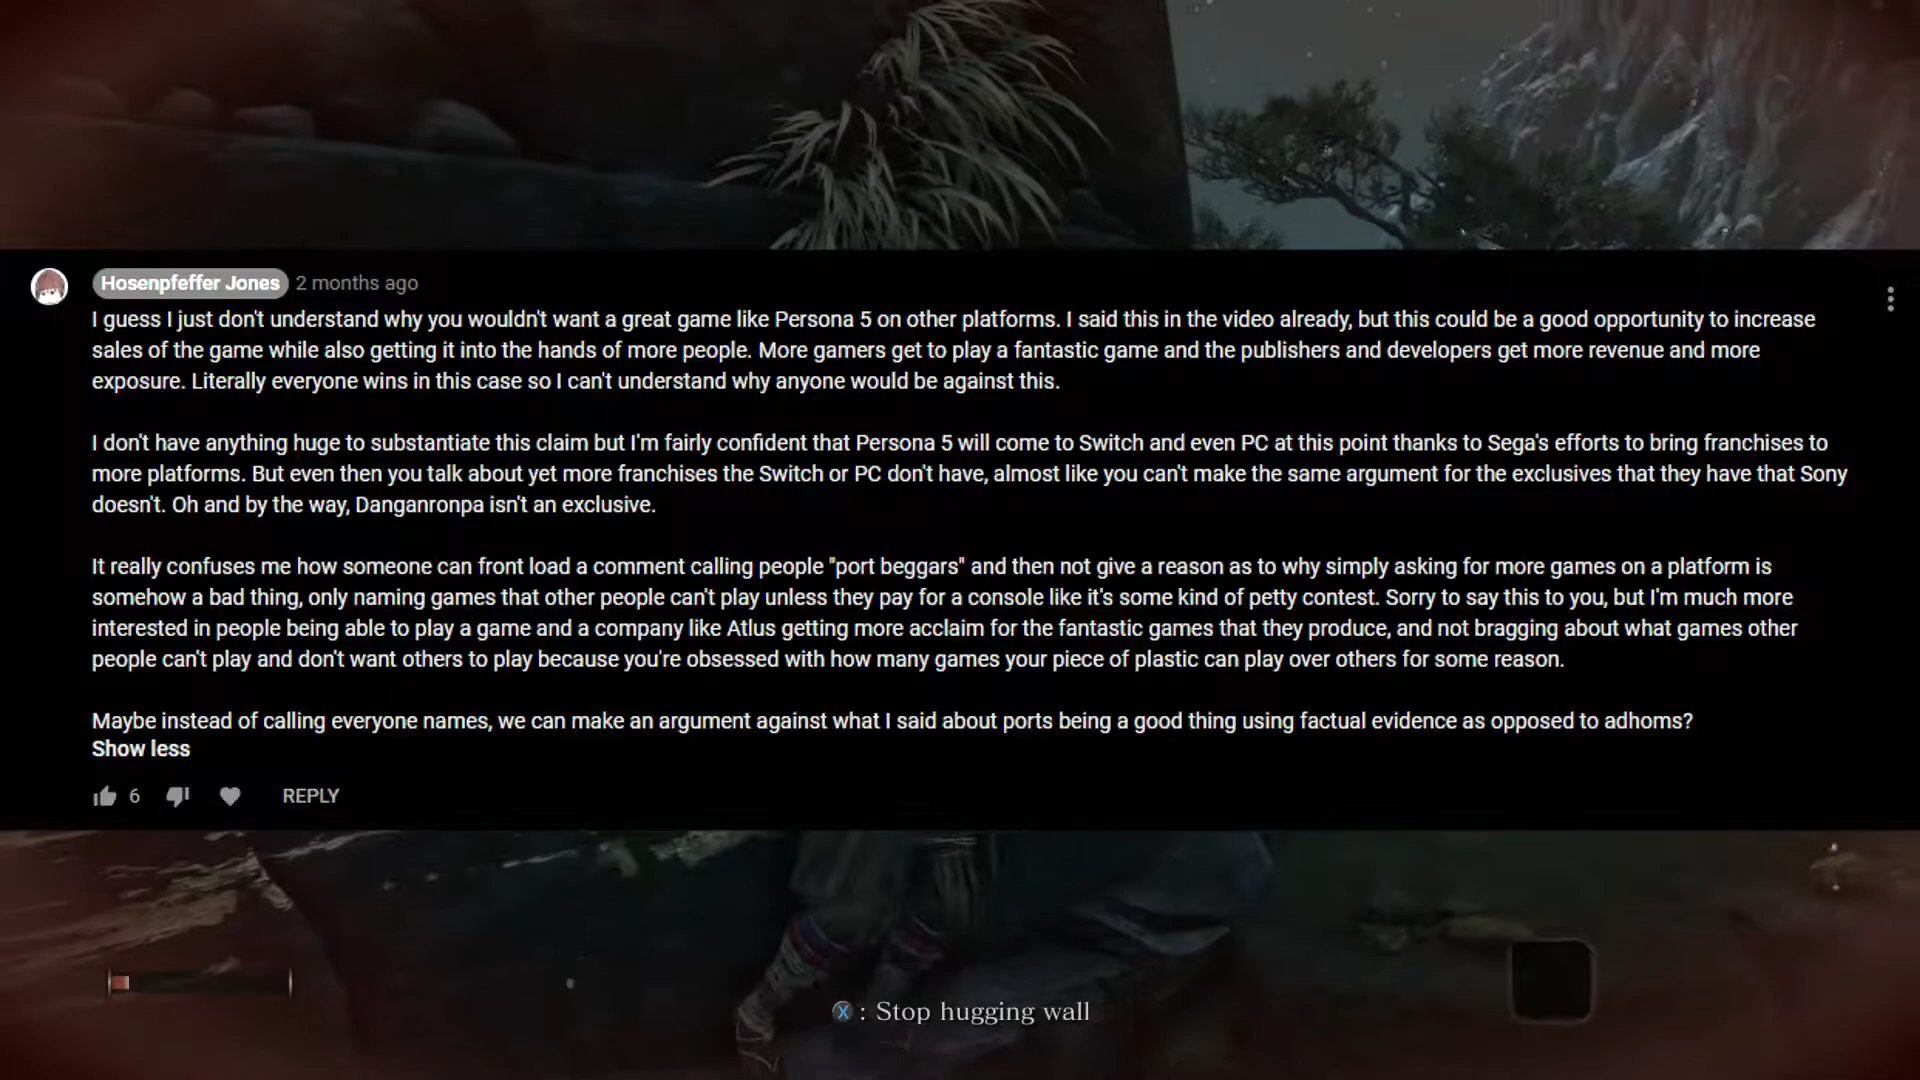 Hosenpfeffer Jones 2 months ago
I guess I just don't understand why you wouldn't want a great game like Persona 5 on other platforms. I said this in the video already, but this could be a good opportunity to increase
sales of the game while also getting it into the hands of more people. More gamers get to play a fantastic game and the publishers and developers get more revenue and more
exposure. Literally everyone wins in this case so I can't understand why anyone would be against this.
I don't have anything huge to substantiate this claim but I'm fairly confident that Persona 5 will come to Switch and even PC at this point thanks to Sega's efforts to bring franchises to
more platforms. But even then you talk about yet more franchises the Switch or PC don't have, almost like you can't make the same argument for the exclusives that they have that Sony
doesn't. Oh and by the way, Danganronpa isn't an exclusive.
It really confuses me how someone can front load a comment calling people "port beggars" and then not give a reason as to why simply asking for more games on a platform is
somehow a bad thing, only naming games that other people can't play unless they pay for a console like it's some kind of petty contest. Sorry to say this to you, but I'm much more
interested in people being able to play a game and a company like Atlus getting more acclaim for the fantastic games that they produce, and not bragging about what games other
people can't play and don't want others to play because you're obsessed with how many games your piece of plastic can play over others for some reason.
Maybe instead of calling everyone names, we can make an argument against what I said about ports being a good thing using factual evidence as opposed to adhoms?
Show less
6 REPLY
X : Stop hugging wall